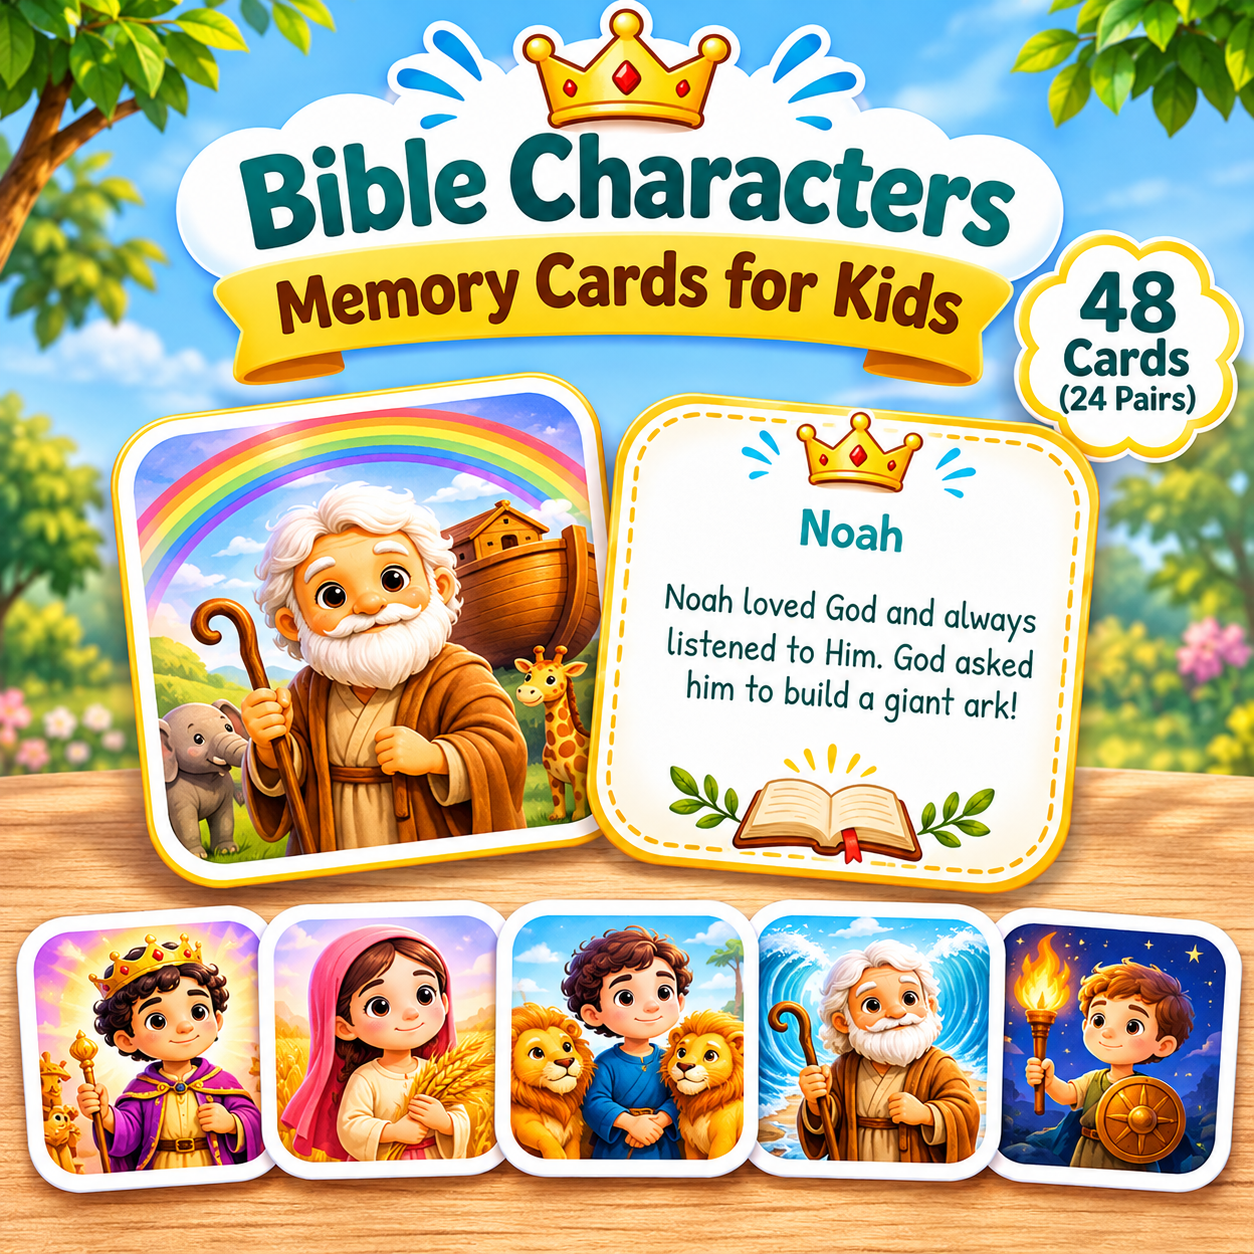 Bible Characters
Memory Cards for Kids
48
Cards
(24 Pairs)
Noah
Noah loved God and always
listened to Him. God asked
him to build a giant ark!